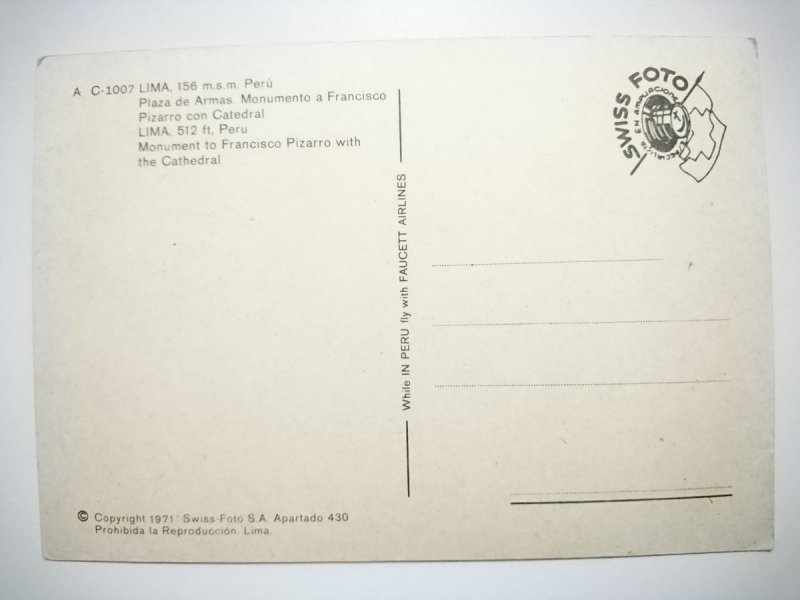 A C-1007 LIMA, 156 m.s.m. Perú
Plaza de Armas. Monumento a Francisco
Pizarro con Catedral
LIMA, 512 ft, Peru
Monument to Francisco Pizarro with
the Cathedral
SWISS FOTO
EN AMPLIACIONE
While IN PERU fly with FAUCETT AIRLINES
© Copyright 1971 Swiss-Foto S.A. Apartado 430
Prohibida la Reproducción. Lima.